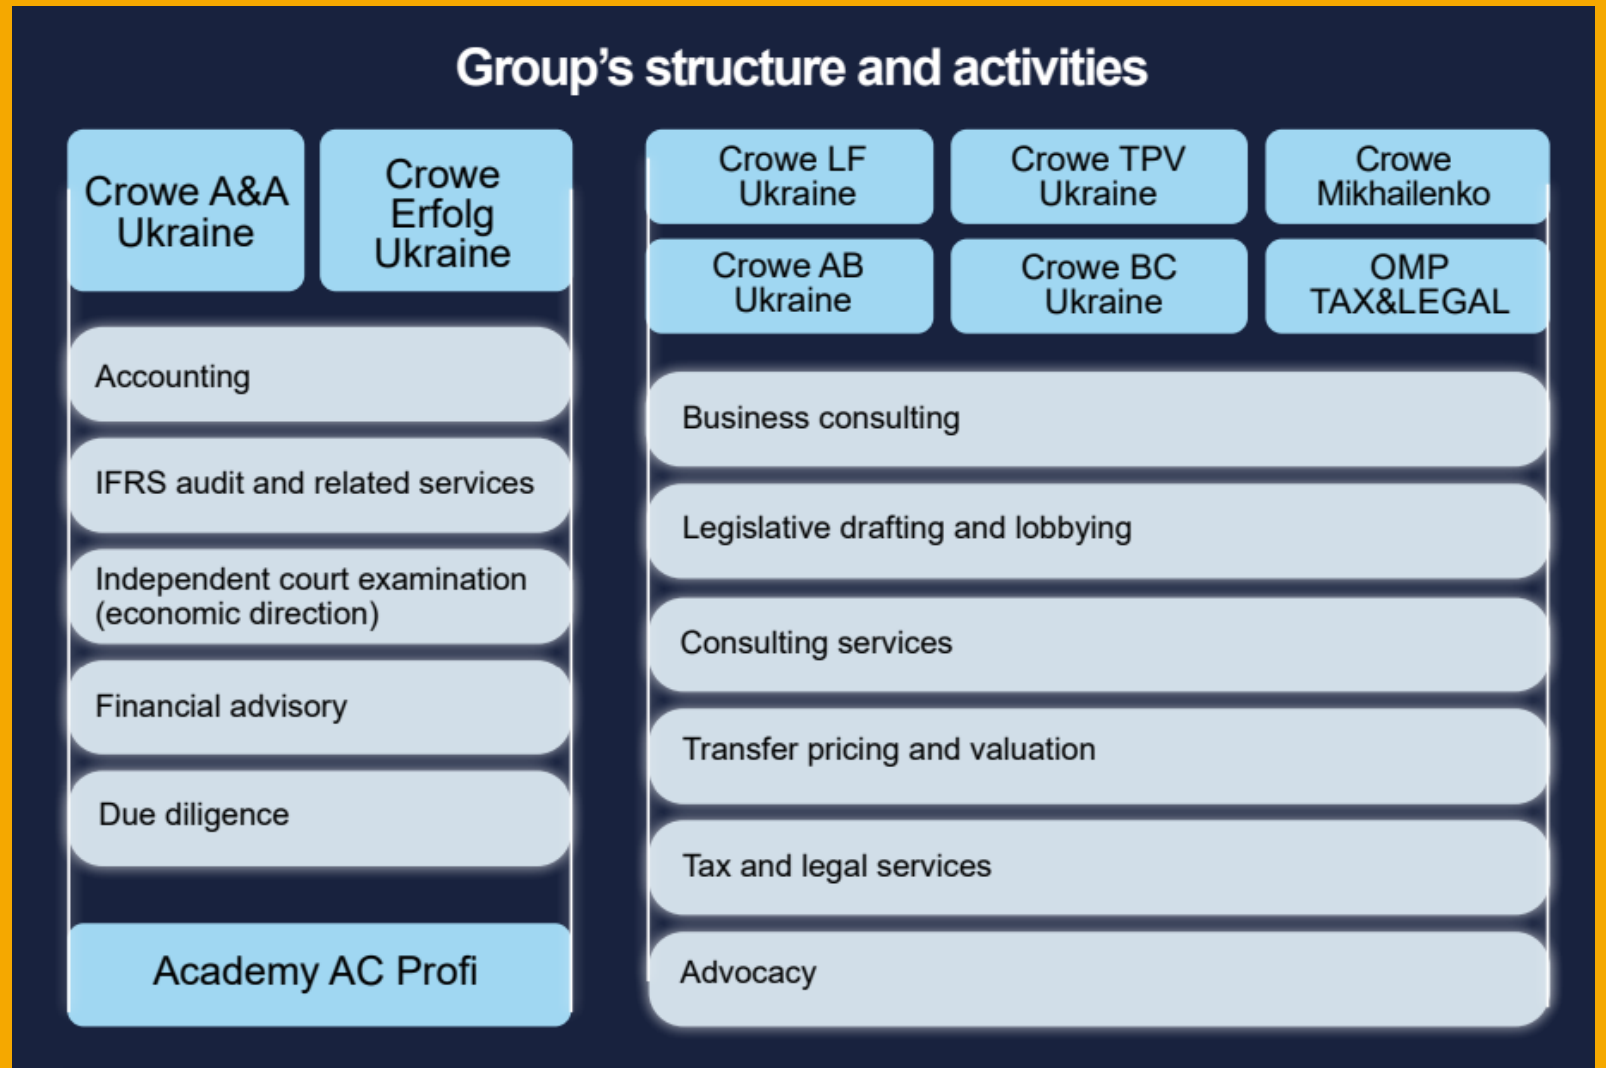 Group’s structure and activities
Crowe A&A
Ukraine
Crowe
Erfolg
Ukraine
Accounting
IFRS audit and related services
Independent court examination
(economic direction)
Financial advisory
Due diligence
Academy AC Profi
Crowe LF
Ukraine
Crowe TPV
Ukraine
Crowe
Mikhailenko
Crowe AB
Ukraine
Crowe BC
Ukraine
OMP
TAX&LEGAL
Business consulting
Legislative drafting and lobbying
Consulting services
Transfer pricing and valuation
Tax and legal services
Advocacy